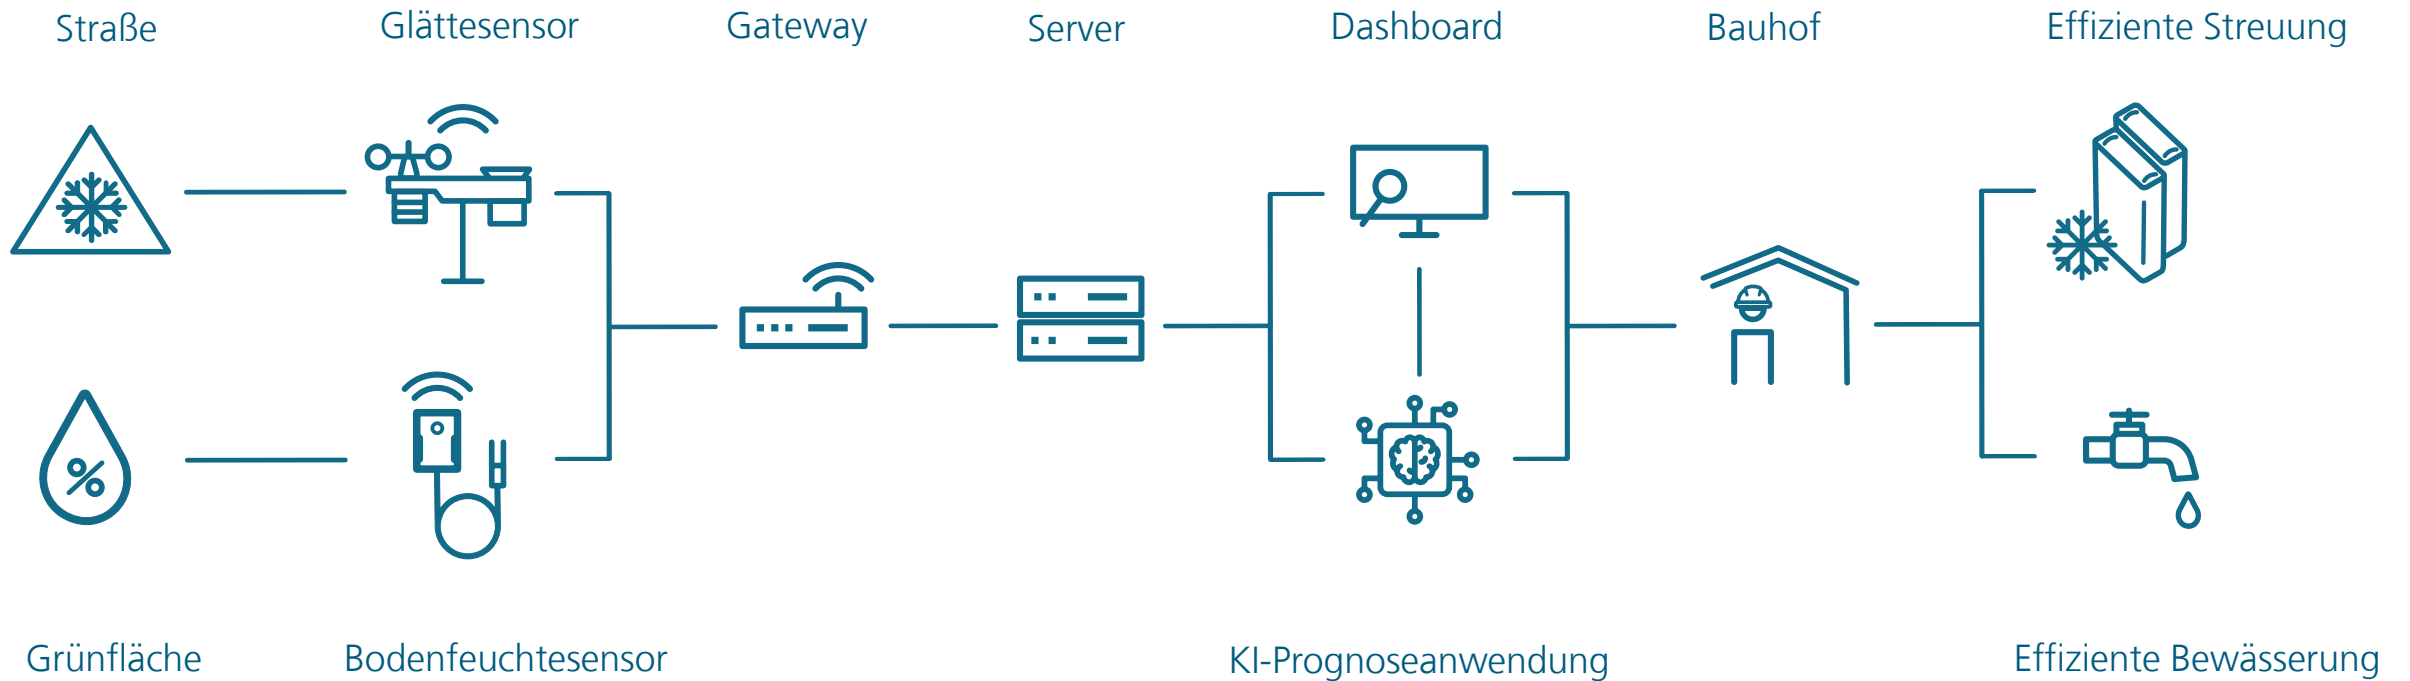 Straße
Glättesensor
Gateway
Server
Dashboard
Bauhof
Effiziente Streuung
%
Grünfläche
Bodenfeuchtesensor
KI-Prognoseanwendung
Effiziente Bewässerung